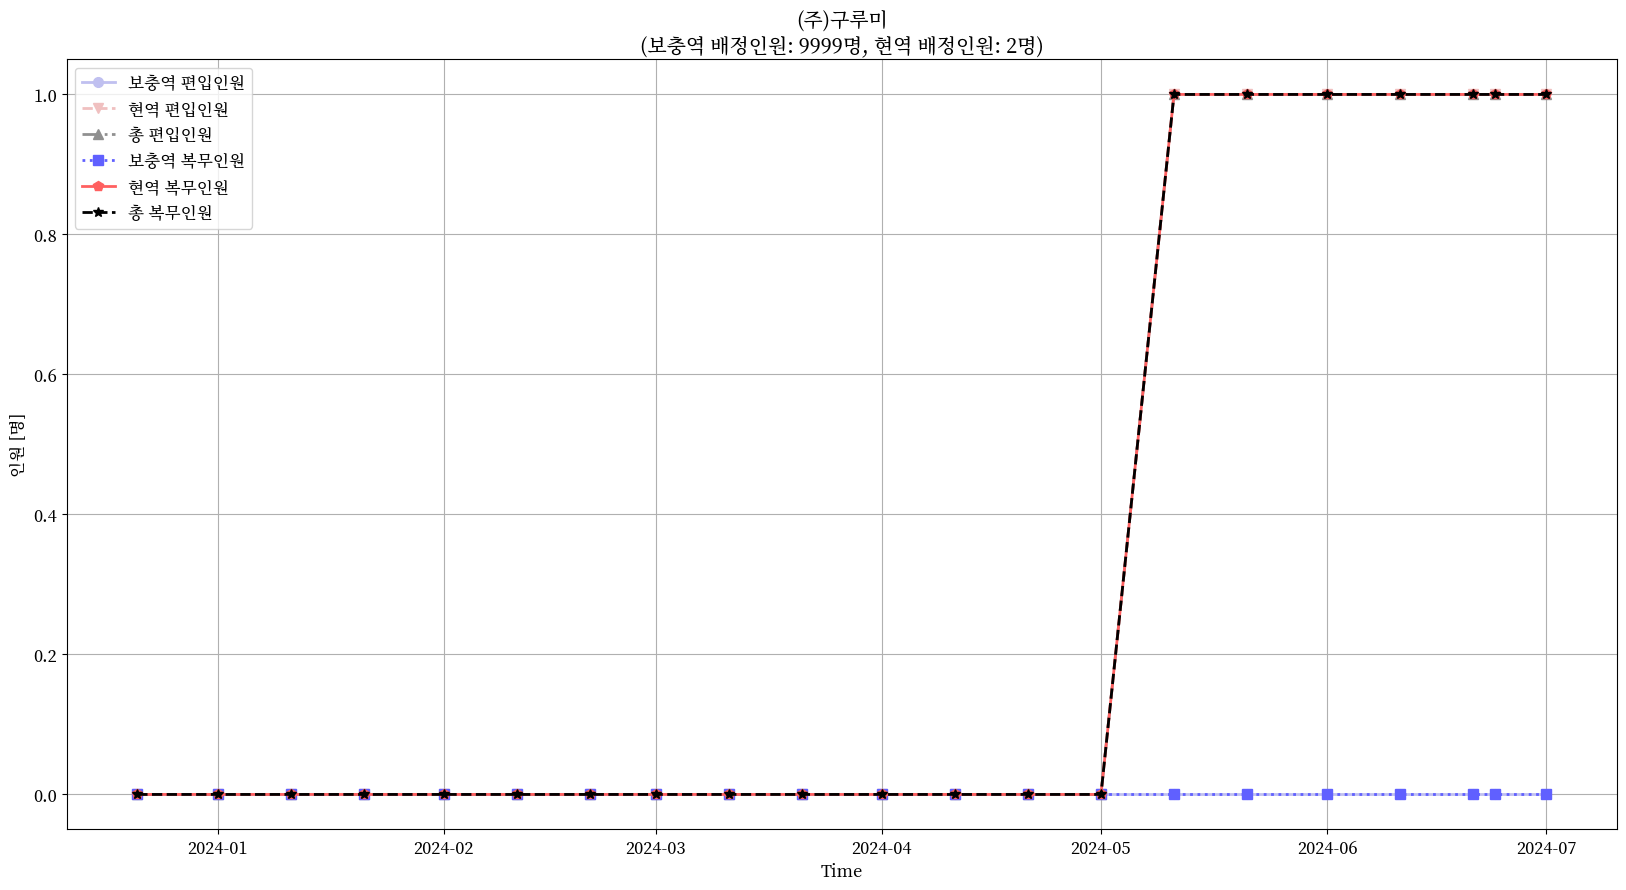 (주)구루미
(보충역 배정인원: 9999명, 현역 배정인원: 2명)
보충역 편입인원
현역 편입인원
총 편입인원
보충역 복무인원
현역 복무인원
총 복무인원
1.0
0.8
0.6
0.4
0.2
0.0
인원 [명]
2024-01
2024-02
2024-03
2024-04
2024-05
2024-06
2024-07
Time